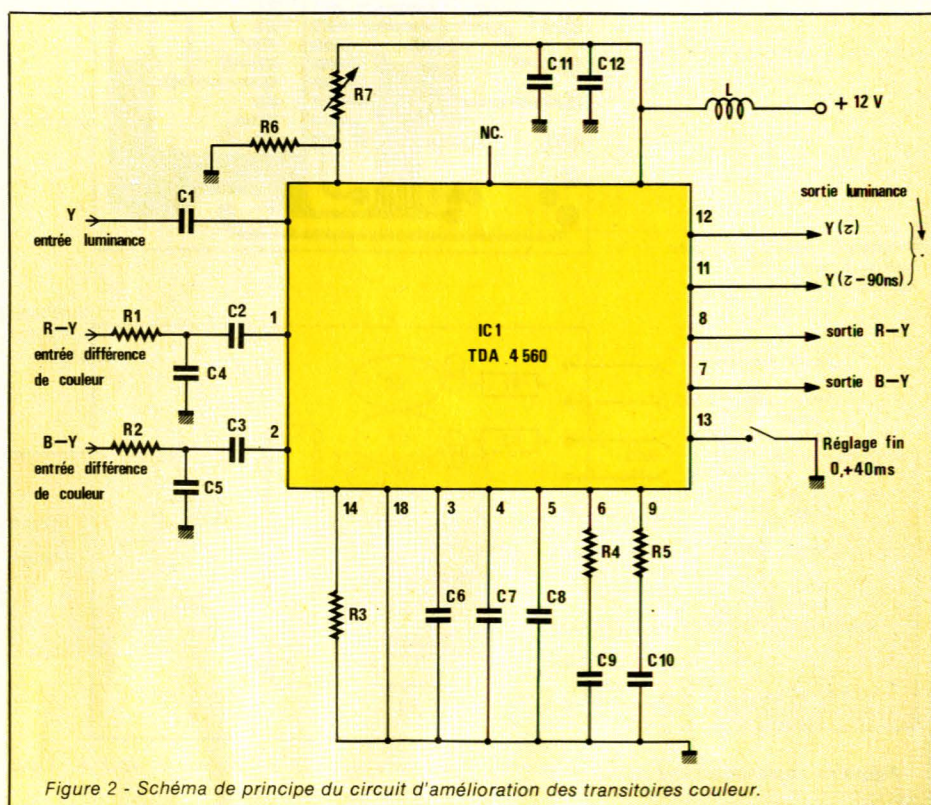 C11
C12
R7
L
+ 12 V
R6
NC.
sortie luminance
C1
Y
entrée luminance
12
Y (τ)
11
Y (τ-90ns)
R-Y
R1
C2
1
entrée différence
de couleur
C4
IC1
TDA 4560
8
sortie R-Y
7
sortie B-Y
B-Y
R2
C3
2
entrée différence
de couleur
C5
13
Réglage fin
0,+40ms
14
18
3
4
5
6
9
R3
C6
C7
C8
R4
R5
C9
C10
Figure 2 - Schéma de principe du circuit d'amélioration des transitoires couleur.